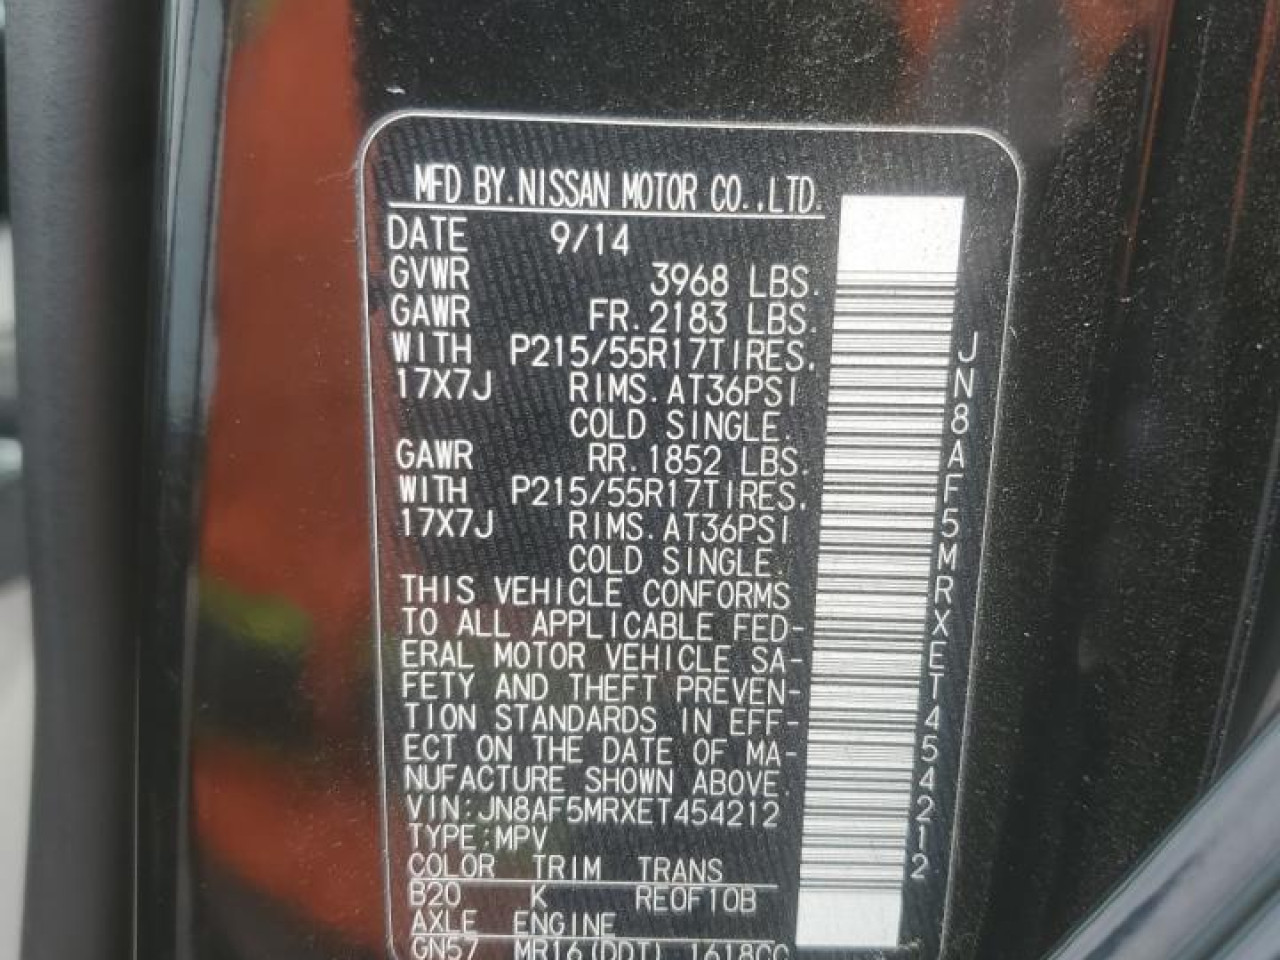 MFD BY.NISSAN MOTOR CO.,LTD.
DATE 9/14
GVWR 3968 LBS.
GAWR FR. 2183 LBS.
WITH P215/55R17TIRES.
17X7J RIMS. AT36PSI
COLD SINGLE.
GAWR RR. 1852 LBS.
WITH P215/55R17TIRES.
17X7J RIMS. AT36PSI
COLD SINGLE.
THIS VEHICLE CONFORMS
TO ALL APPLICABLE FED-
ERAL MOTOR VEHICLE SA-
FETY AND THEFT PREVEN-
TION STANDARDS IN EFF-
ECT ON THE DATE OF MA-
NUFACTURE SHOWN ABOVE.
VIN:JN8AF5MRXET454212
TYPE:MPV
COLOR TRIM TRANS
B20 K RE0F10B
AXLE ENGINE
GN57 MR16(DDT) 1618CC
JN8AF5MRXET454212